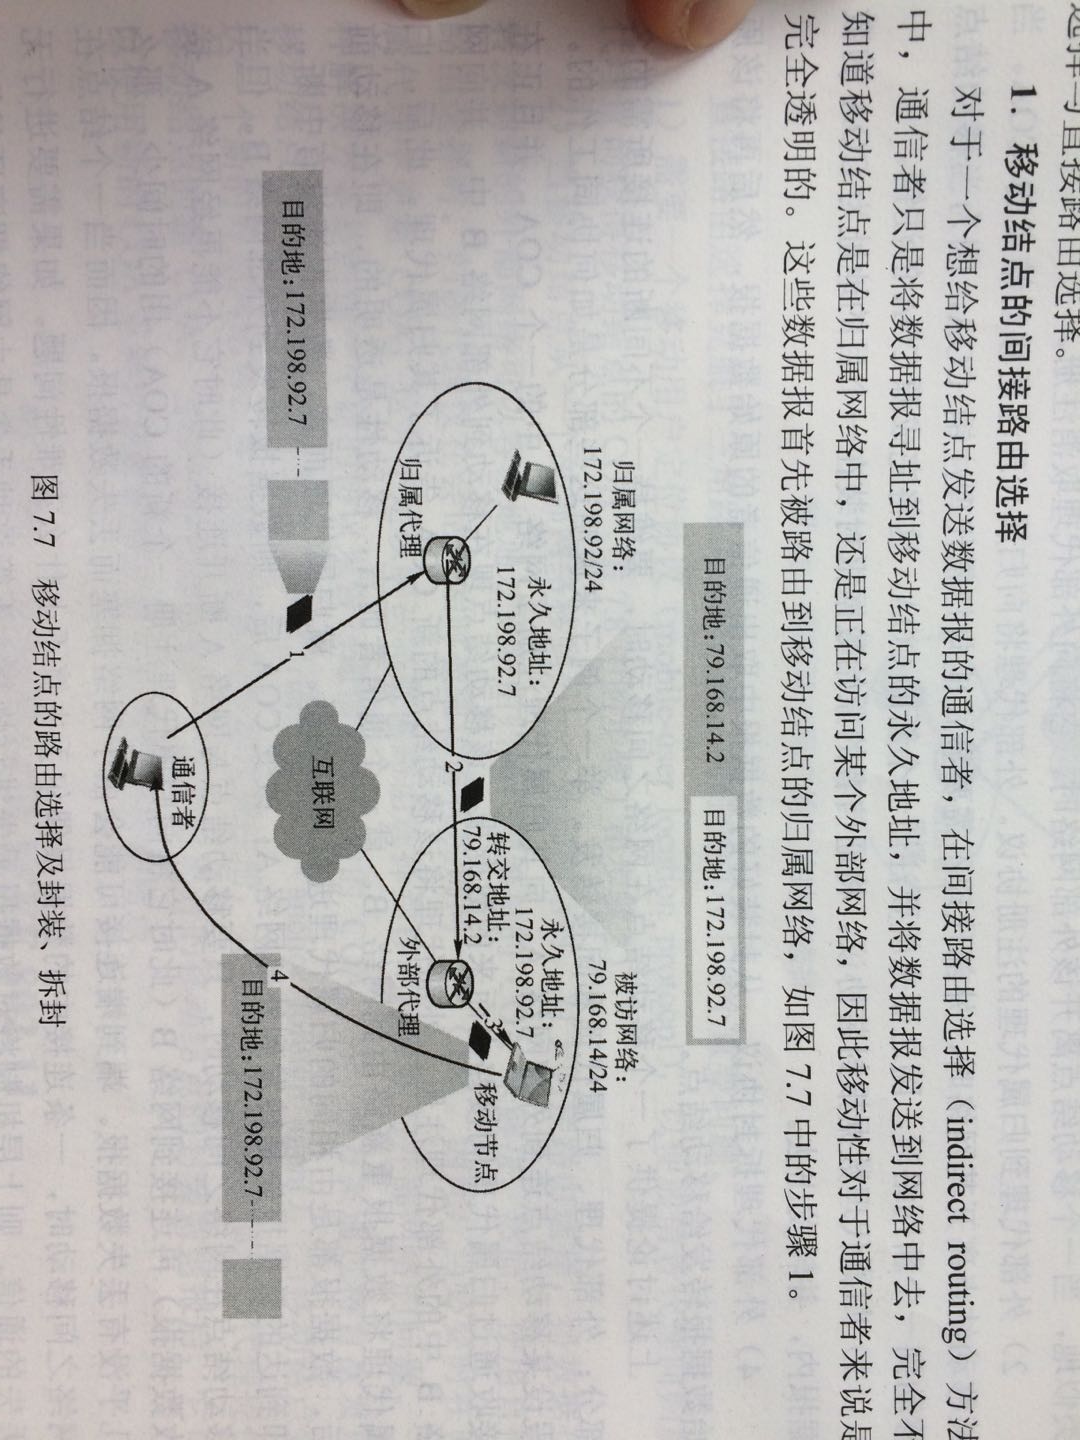 选择与直接路由选择。
1. 移动结点的间接路由选择
对于一个想给移动结点发送数据报的通信者，在间接路由选择（indirect routing）方法
中，通信者只是将数据报寻址到移动结点的永久地址，并将数据报发送到网络中去，完全不
知道移动结点是在归属网络中，还是正在访问某个外部网络，因此移动性对于通信者来说是
完全透明的。这些数据报首先被路由到移动结点的归属网络，如图 7.7 中的步骤 1。
目的地:79.168.14.2
目的地:172.198.92.7
归属网络:
172.198.92/24
被访网络:
79.168.14/24
永久地址:
172.198.92.7
永久地址:
172.198.92.7
转交地址:
79.168.14.2
2
3
归属代理
外部代理
移动节点
互联网
1
4
目的地:172.198.92.7
目的地:172.198.92.7
通信者
图 7.7 移动结点的路由选择及封装、拆封